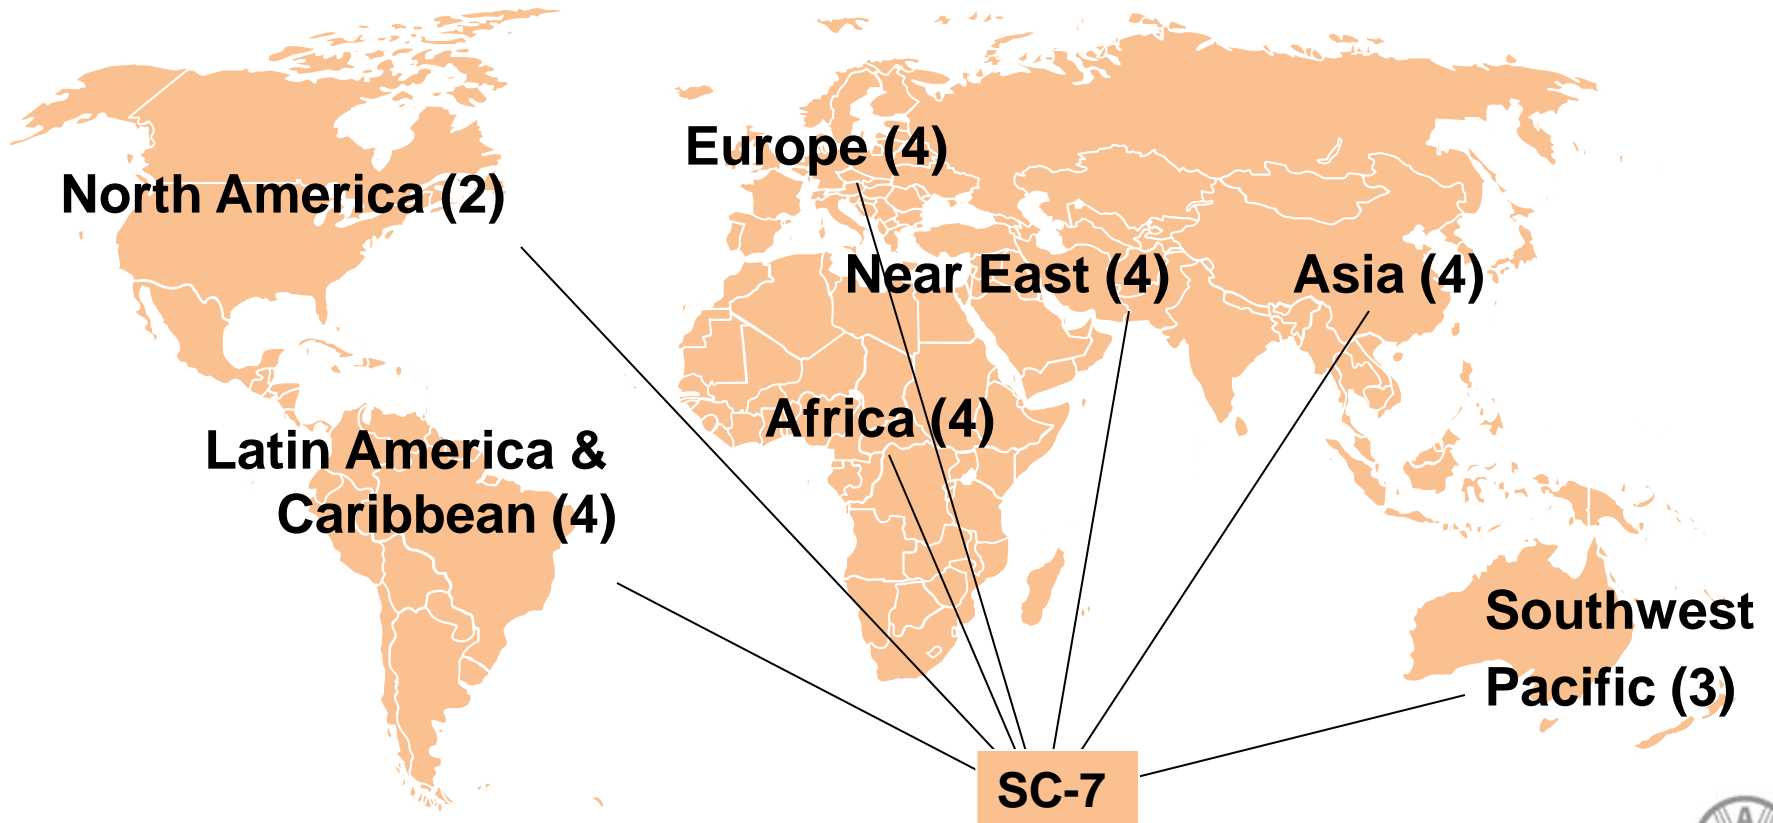 Europe (4)
North America (2)
Near East (4)
Asia (4)
Africa (4)
Latin America &
Caribbean (4)
Southwest
Pacific (3)
SC-7
A